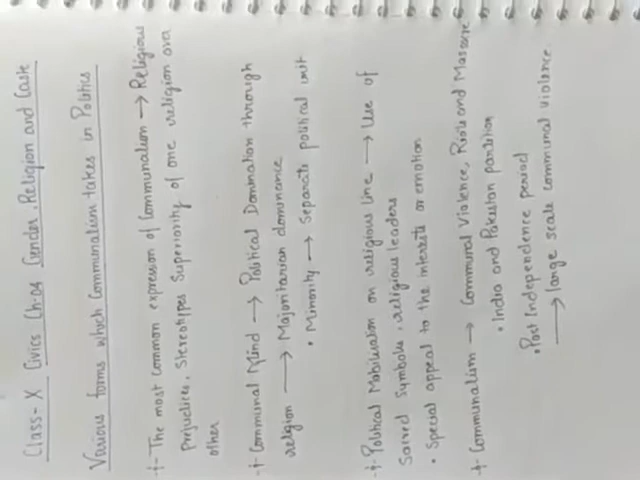 Class-X Civics Ch-04 Gender, Religion and Caste
Various forms which Communalism takes in Politics
-|- The most common expression of Communalism → Religious
Prejudices, Stereotypes Superiority of one religion over
other
-|- Communal Mind → Political Domination through
religion → Majoritarian dominance
• Minority → Separate political unit
-|- Political Mobilisation on religious line → Use of
Sacred Symbols, religious leaders
• Special appeal to the interests or emotion
-|- Communalism → Communal Violence, Riots and Massacre
• India and Pakistan partition
• Post Independence period
→ large scale communal violence